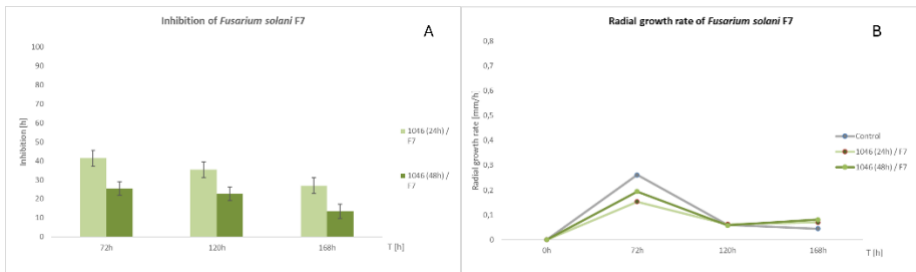 Inhibition of Fusarium solani F7
A
Inhibition [h]
100
90
80
70
60
50
40
30
20
10
0
72h
120h
168h
T [h]
1046 (24h) /
F7
1046 (48h) /
F7
Radial growth rate of Fusarium solani F7
B
Radial growth rate [mm/h]
0,8
0,7
0,6
0,5
0,4
0,3
0,2
0,1
0
0h
72h
120h
168h
T [h]
Control
1046 (24h) / F7
1046 (48h) / F7